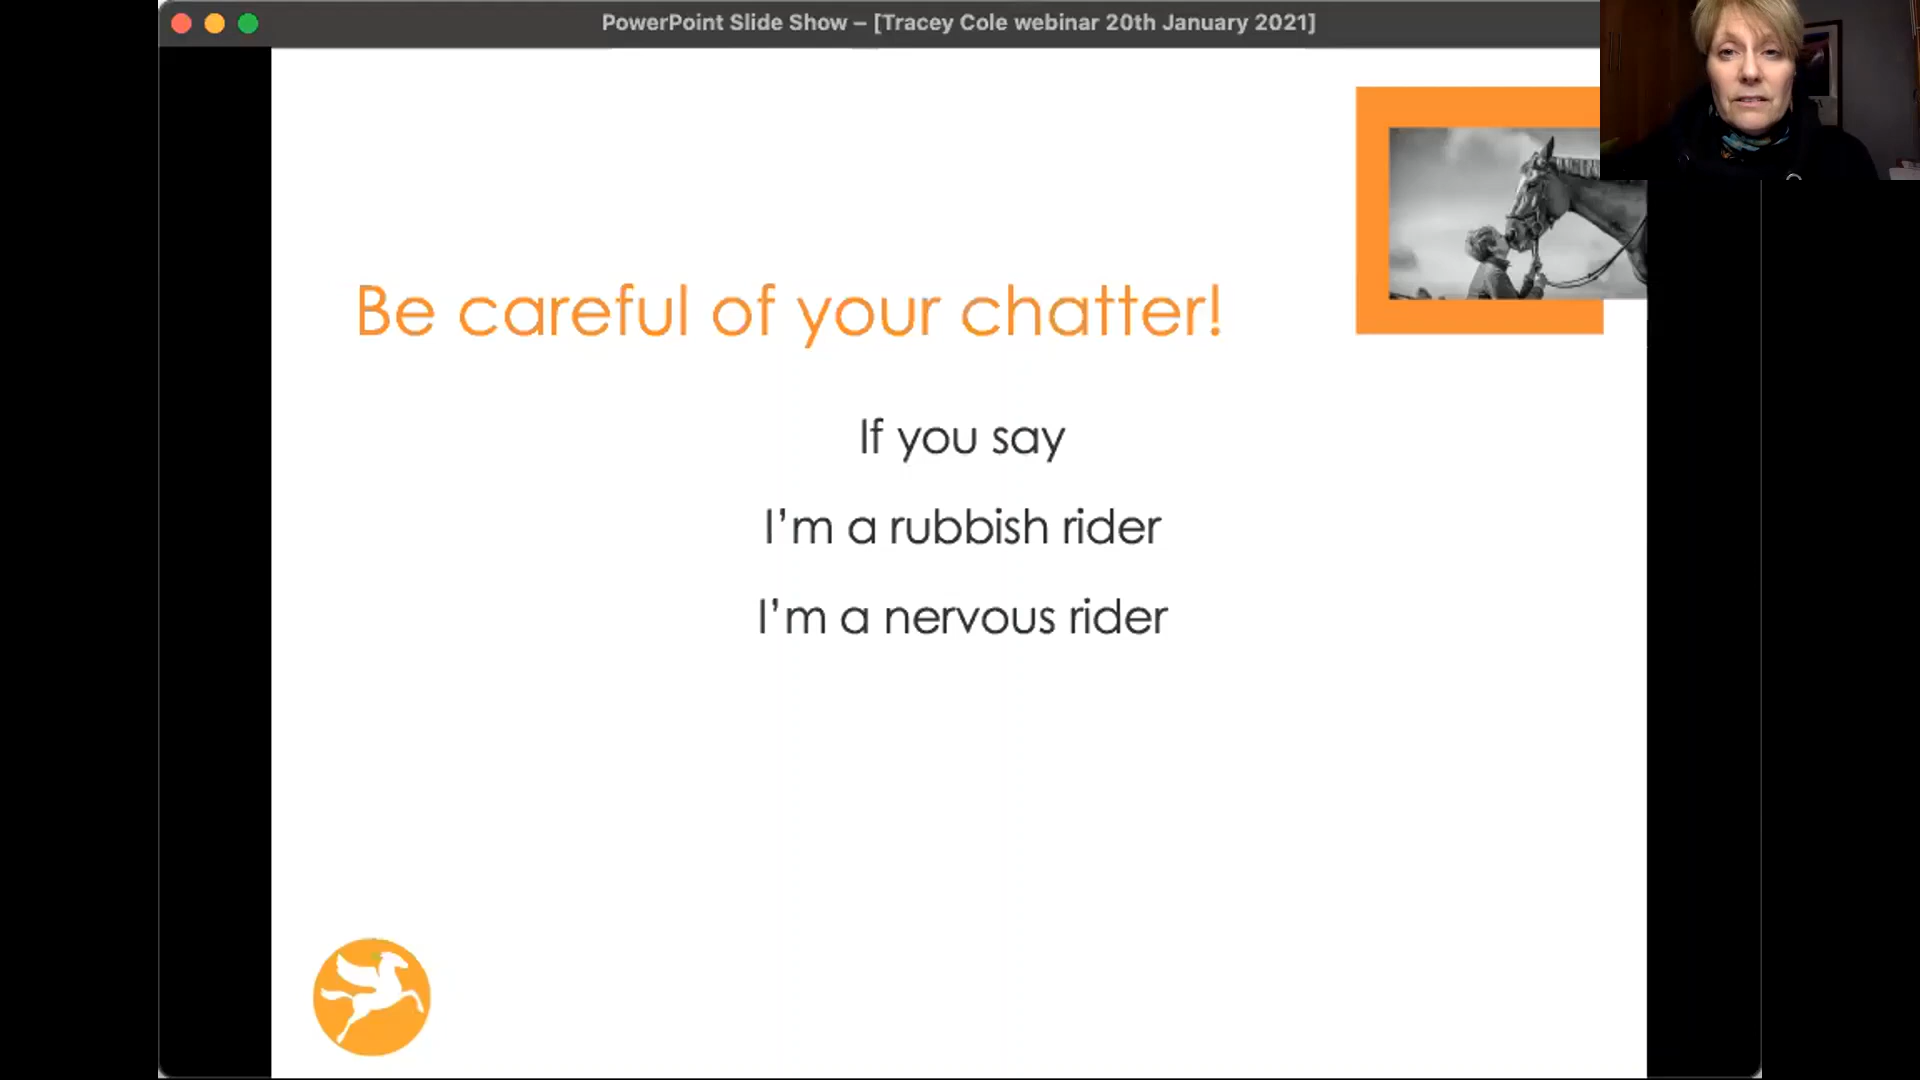 PowerPoint Slide Show – [Tracey Cole webinar 20th January 2021]
Be careful of your chatter!
If you say
I’m a rubbish rider
I’m a nervous rider